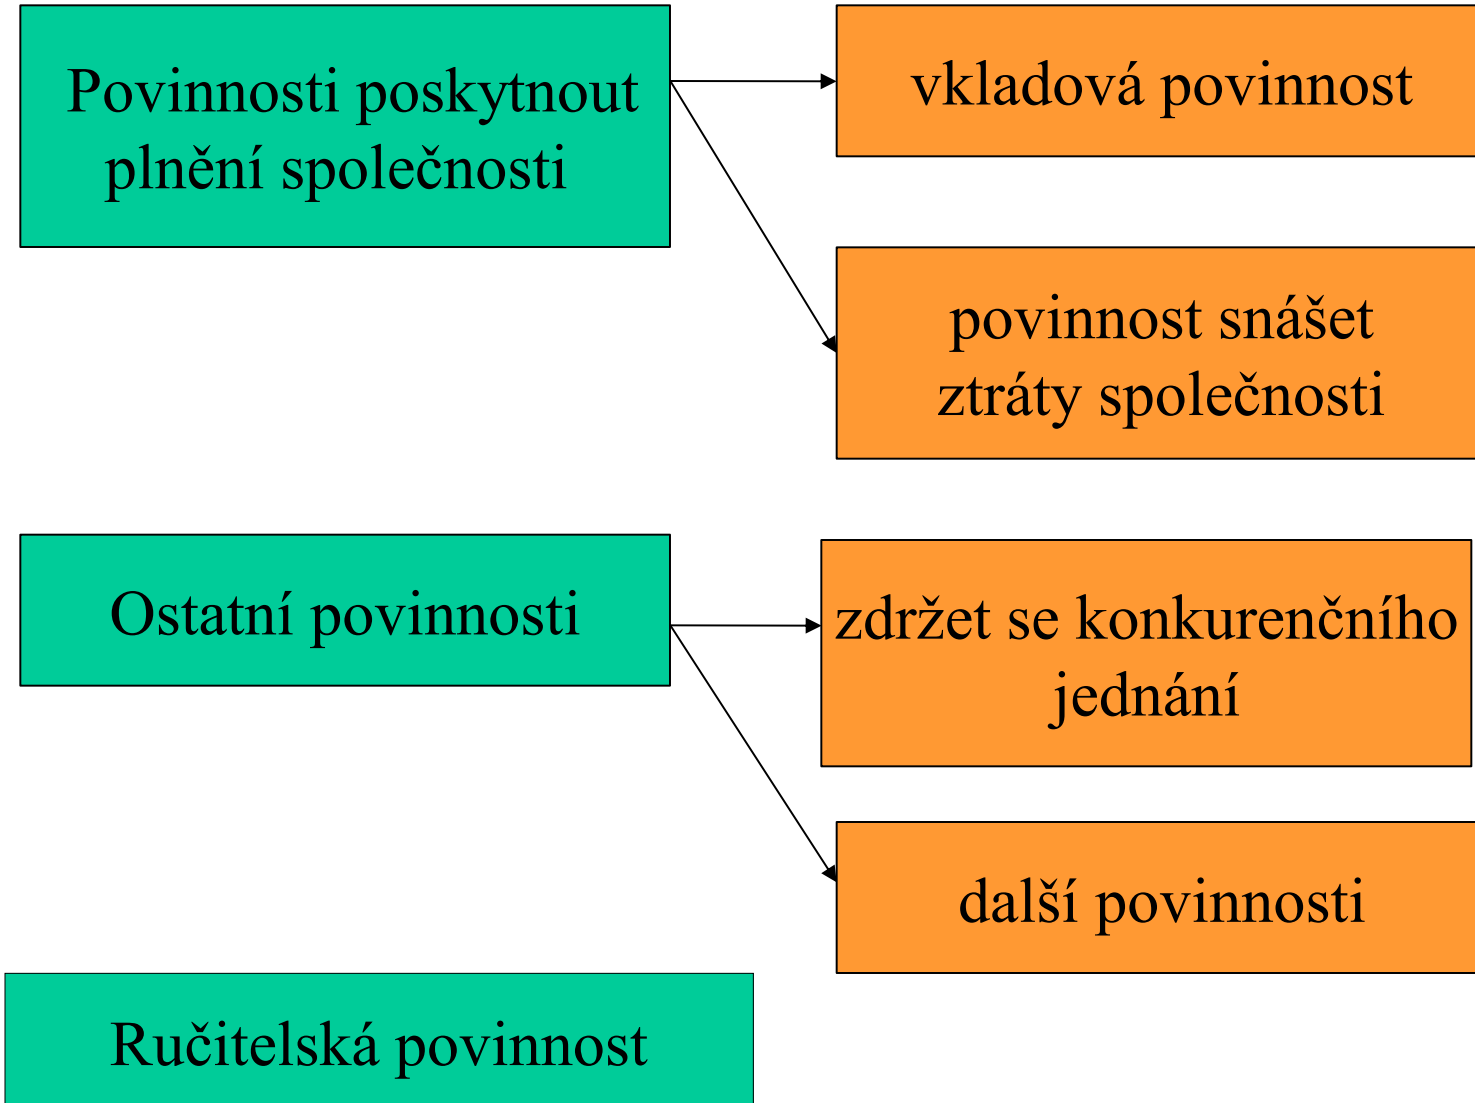 Povinnosti poskytnout
plnění společnosti
vkladová povinnost
povinnost snášet
ztráty společnosti
Ostatní povinnosti
zdržet se konkurenčního
jednání
další povinnosti
Ručitelská povinnost